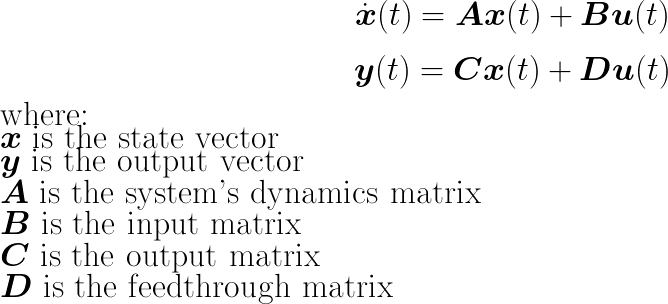 ẋ(t) = Ax(t) + Bu(t)
y(t) = Cx(t) + Du(t)
where:
x is the state vector
y is the output vector
A is the system's dynamics matrix
B is the input matrix
C is the output matrix
D is the feedthrough matrix